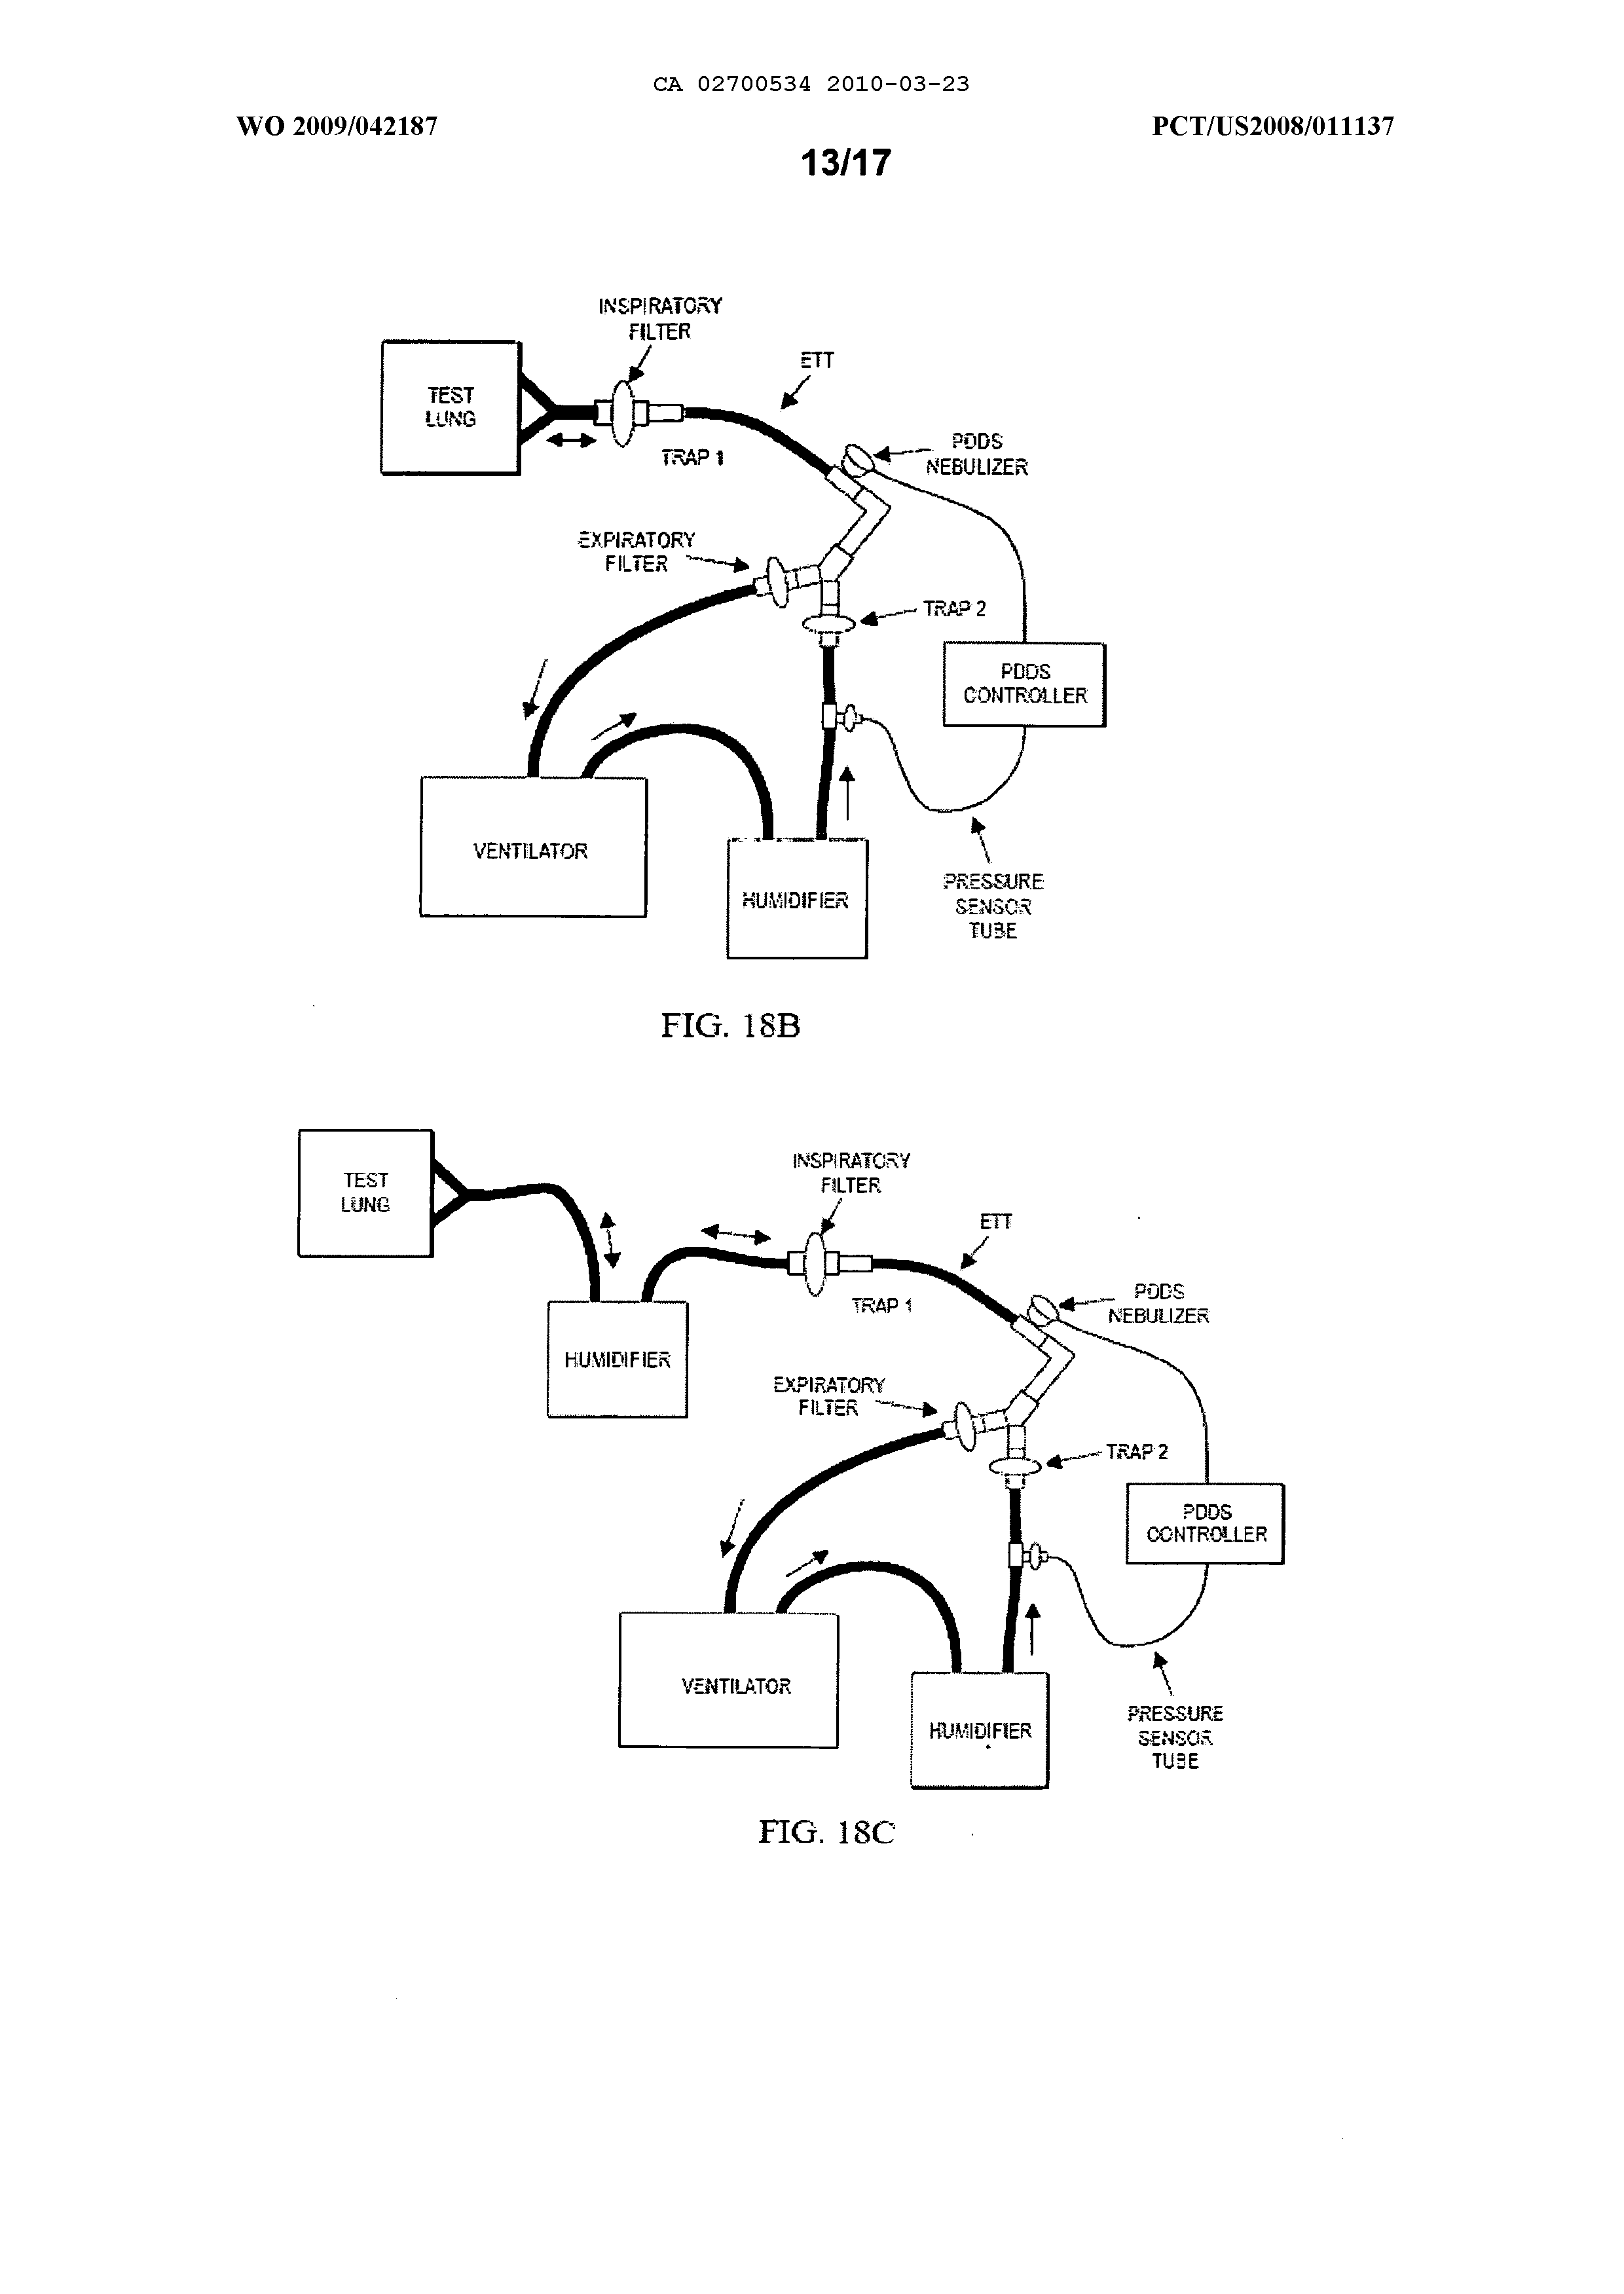 CA 02700534 2010-03-23
WO 2009/042187
PCT/US2008/011137
13/17
INSPIRATORY
FILTER
ETT
TEST
LUNG
TRAP 1
PDDS
NEBULIZER
EXPIRATORY
FILTER
TRAP 2
PDDS
CONTROLLER
VENTILATOR
HUMIDIFIER
PRESSURE
SENSOR
TUBE
FIG. 18B
INSPIRATORY
FILTER
TEST
LUNG
ETT
TRAP 1
PDDS
NEBULIZER
HUMIDIFIER
EXPIRATORY
FILTER
TRAP 2
PDDS
CONTROLLER
VENTILATOR
HUMIDIFIER
PRESSURE
SENSOR
TUBE
FIG. 18C